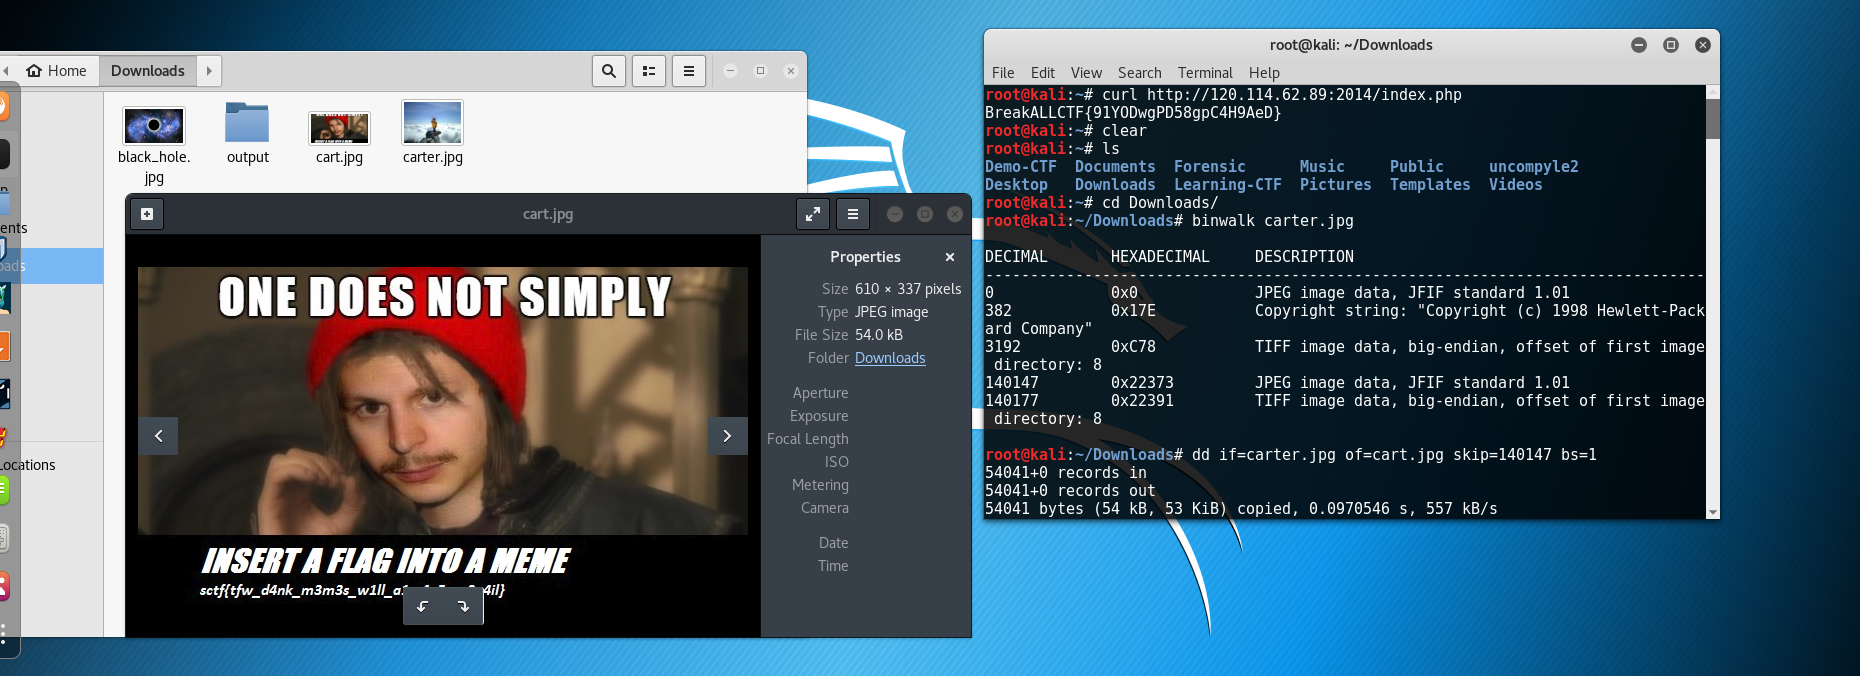 Home
Downloads
black_hole.
jpg
output
cart.jpg
carter.jpg
ents
oads
Locations
cart.jpg
ONE DOES NOT SIMPLY
INSERT A FLAG INTO A MEME
Properties
Size 610 × 337 pixels
Type JPEG image
File Size 54.0 kB
Folder Downloads
Aperture
Exposure
Focal Length
ISO
Metering
Camera
Date
Time
root@kali: ~/Downloads
File Edit View Search Terminal Help
root@kali:~# curl http://120.114.62.89:2014/index.php
BreakALLCTF{91YODwgPD58gpC4H9AeD}
root@kali:~# clear
root@kali:~# ls
Demo-CTF Documents Forensic Music Public uncompyle2
Desktop Downloads Learning-CTF Pictures Templates Videos
root@kali:~# cd Downloads/
root@kali:~/Downloads# binwalk carter.jpg
DECIMAL HEXADECIMAL DESCRIPTION
--------------------------------------------------------------------------------
0 0x0 JPEG image data, JFIF standard 1.01
382 0x17E Copyright string: "Copyright (c) 1998 Hewlett-Pack
ard Company"
3192 0xC78 TIFF image data, big-endian, offset of first image
directory: 8
140147 0x22373 JPEG image data, JFIF standard 1.01
140177 0x22391 TIFF image data, big-endian, offset of first image
directory: 8
root@kali:~/Downloads# dd if=carter.jpg of=cart.jpg skip=140147 bs=1
54041+0 records in
54041+0 records out
54041 bytes (54 kB, 53 KiB) copied, 0.0970546 s, 557 kB/s